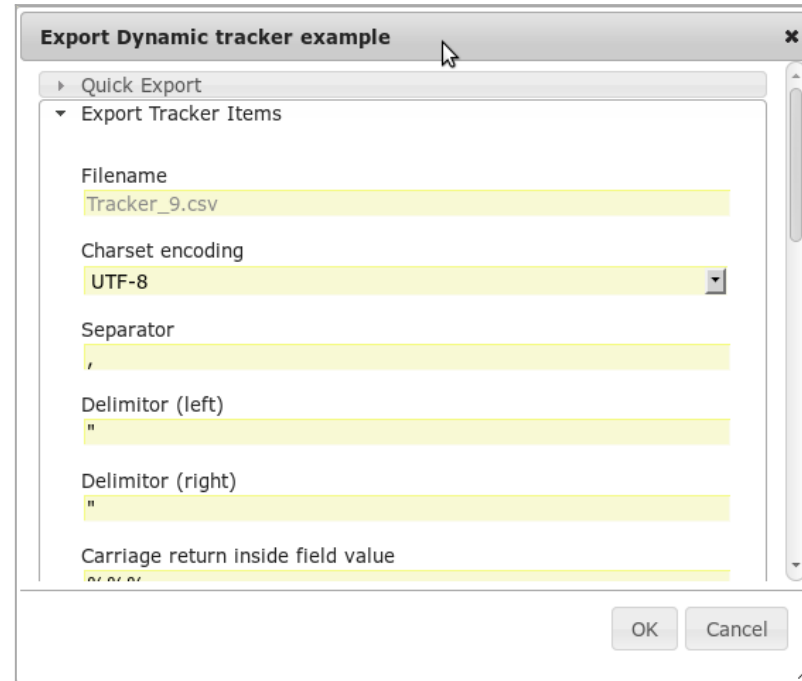 Export Dynamic tracker example
Quick Export
Export Tracker Items
Filename
Tracker_9.csv
Charset encoding
UTF-8
Separator
,
Delimitor (left)
"
Delimitor (right)
"
Carriage return inside field value
%%%
OK Cancel